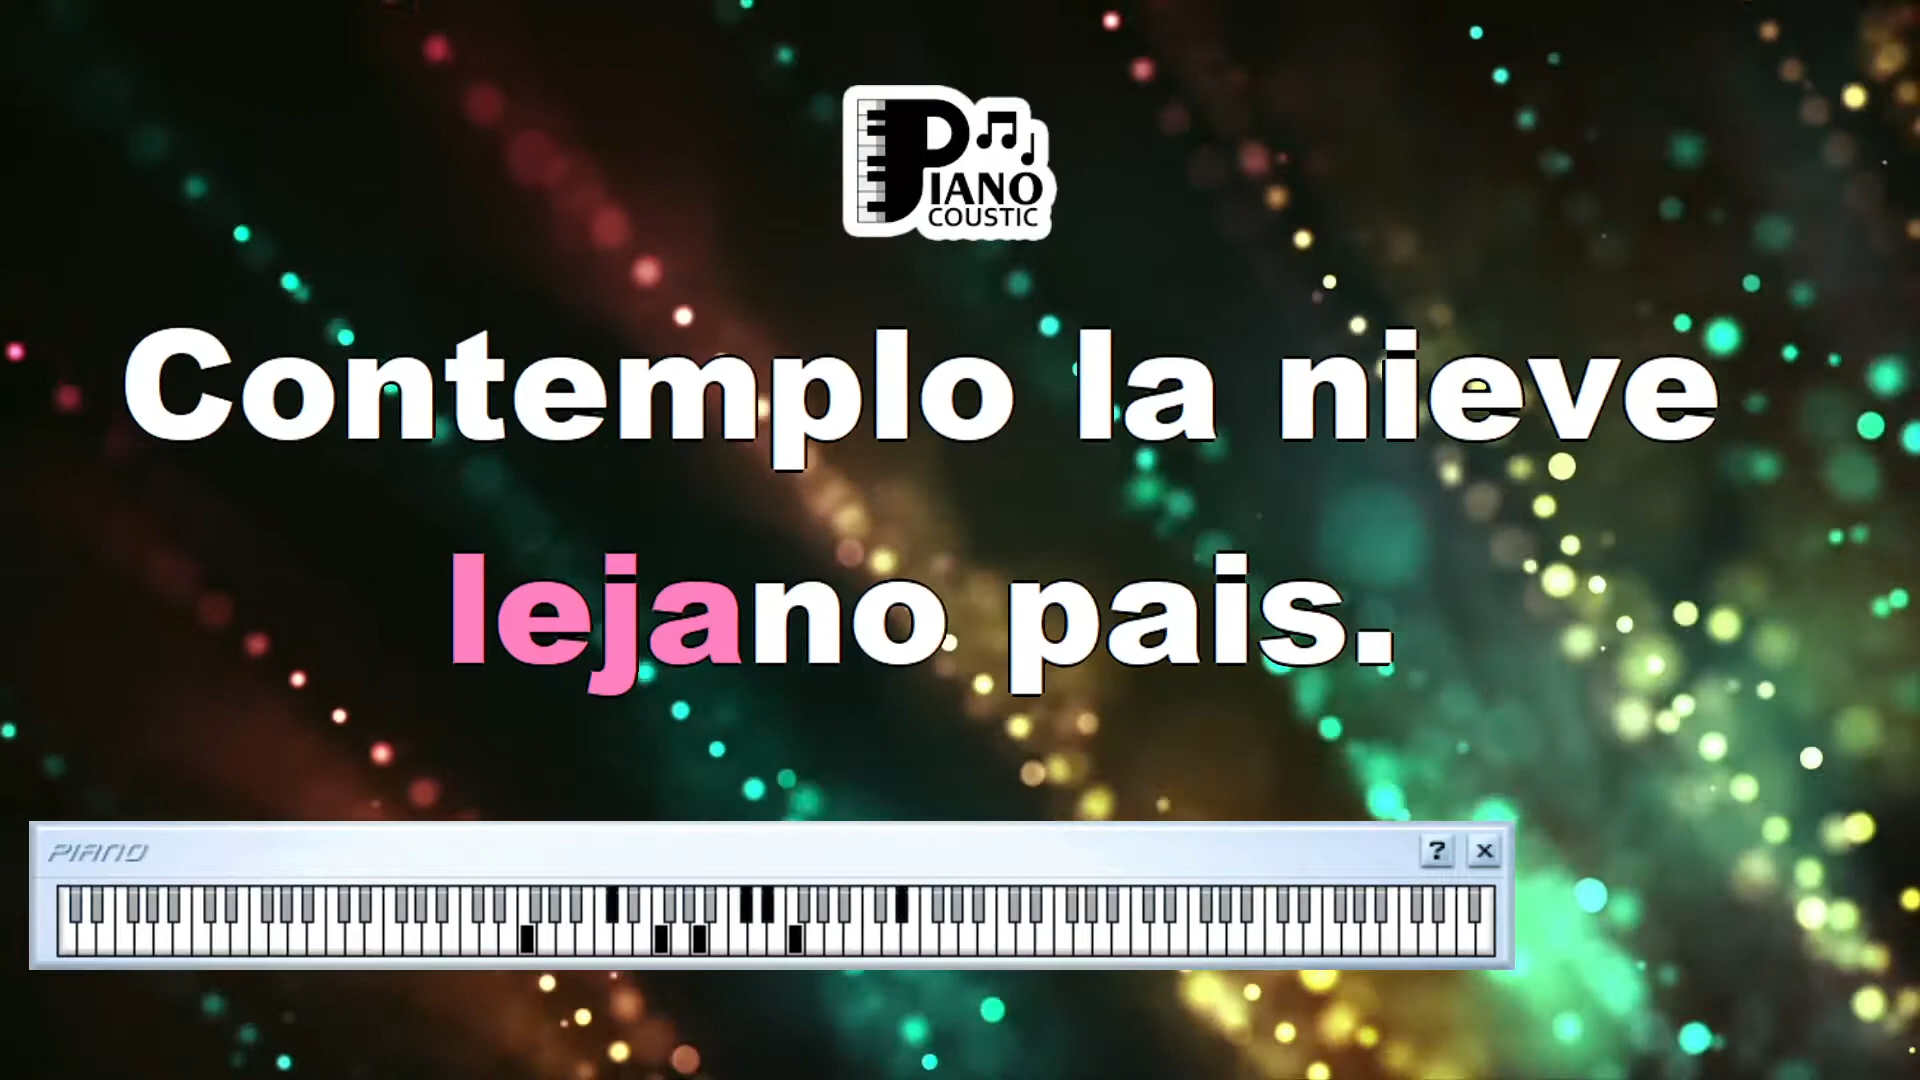 PIANO
COUSTIC
Contemplo la nieve
lejano pais.
PIANO
? x